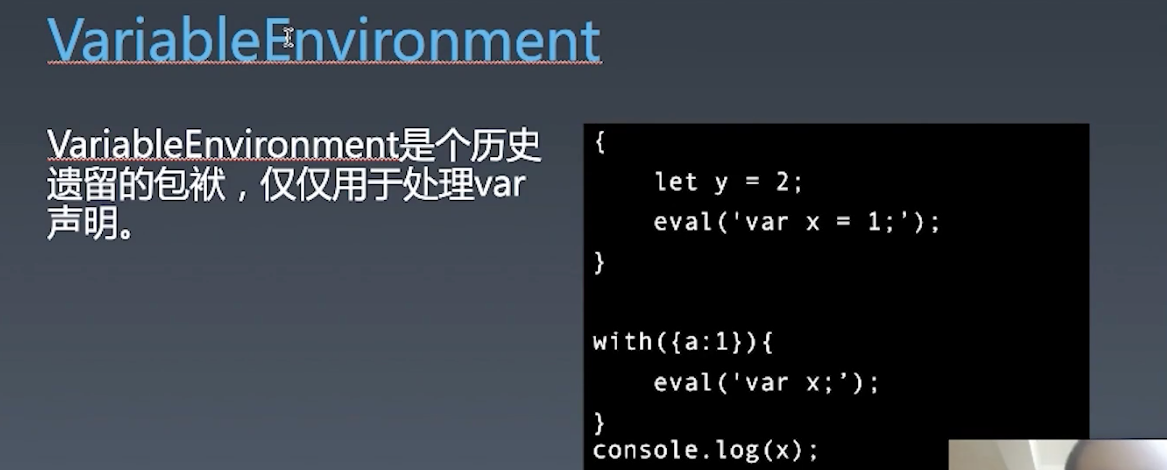 VariableEnvironment
VariableEnvironment是个历史
遗留的包袱，仅仅用于处理var
声明。
{
let y = 2;
eval('var x = 1;’);
}
with({a:1}){
eval('var x;’);
}
console.log(x);